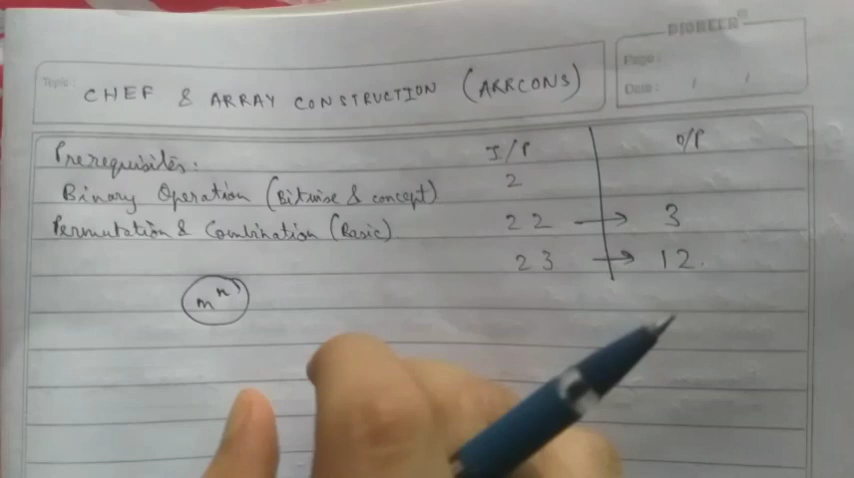 PIONEER
Topic:
CHEF & ARRAY CONSTRUCTION (ARRCONS)
Page:
Date: / /
Prerequisites:
I/P O/P
2
Binary Operation (Bitwise & concept)
2 2 → 3
Permutation & Combination (Basic)
2 3 → 12.
mⁿ